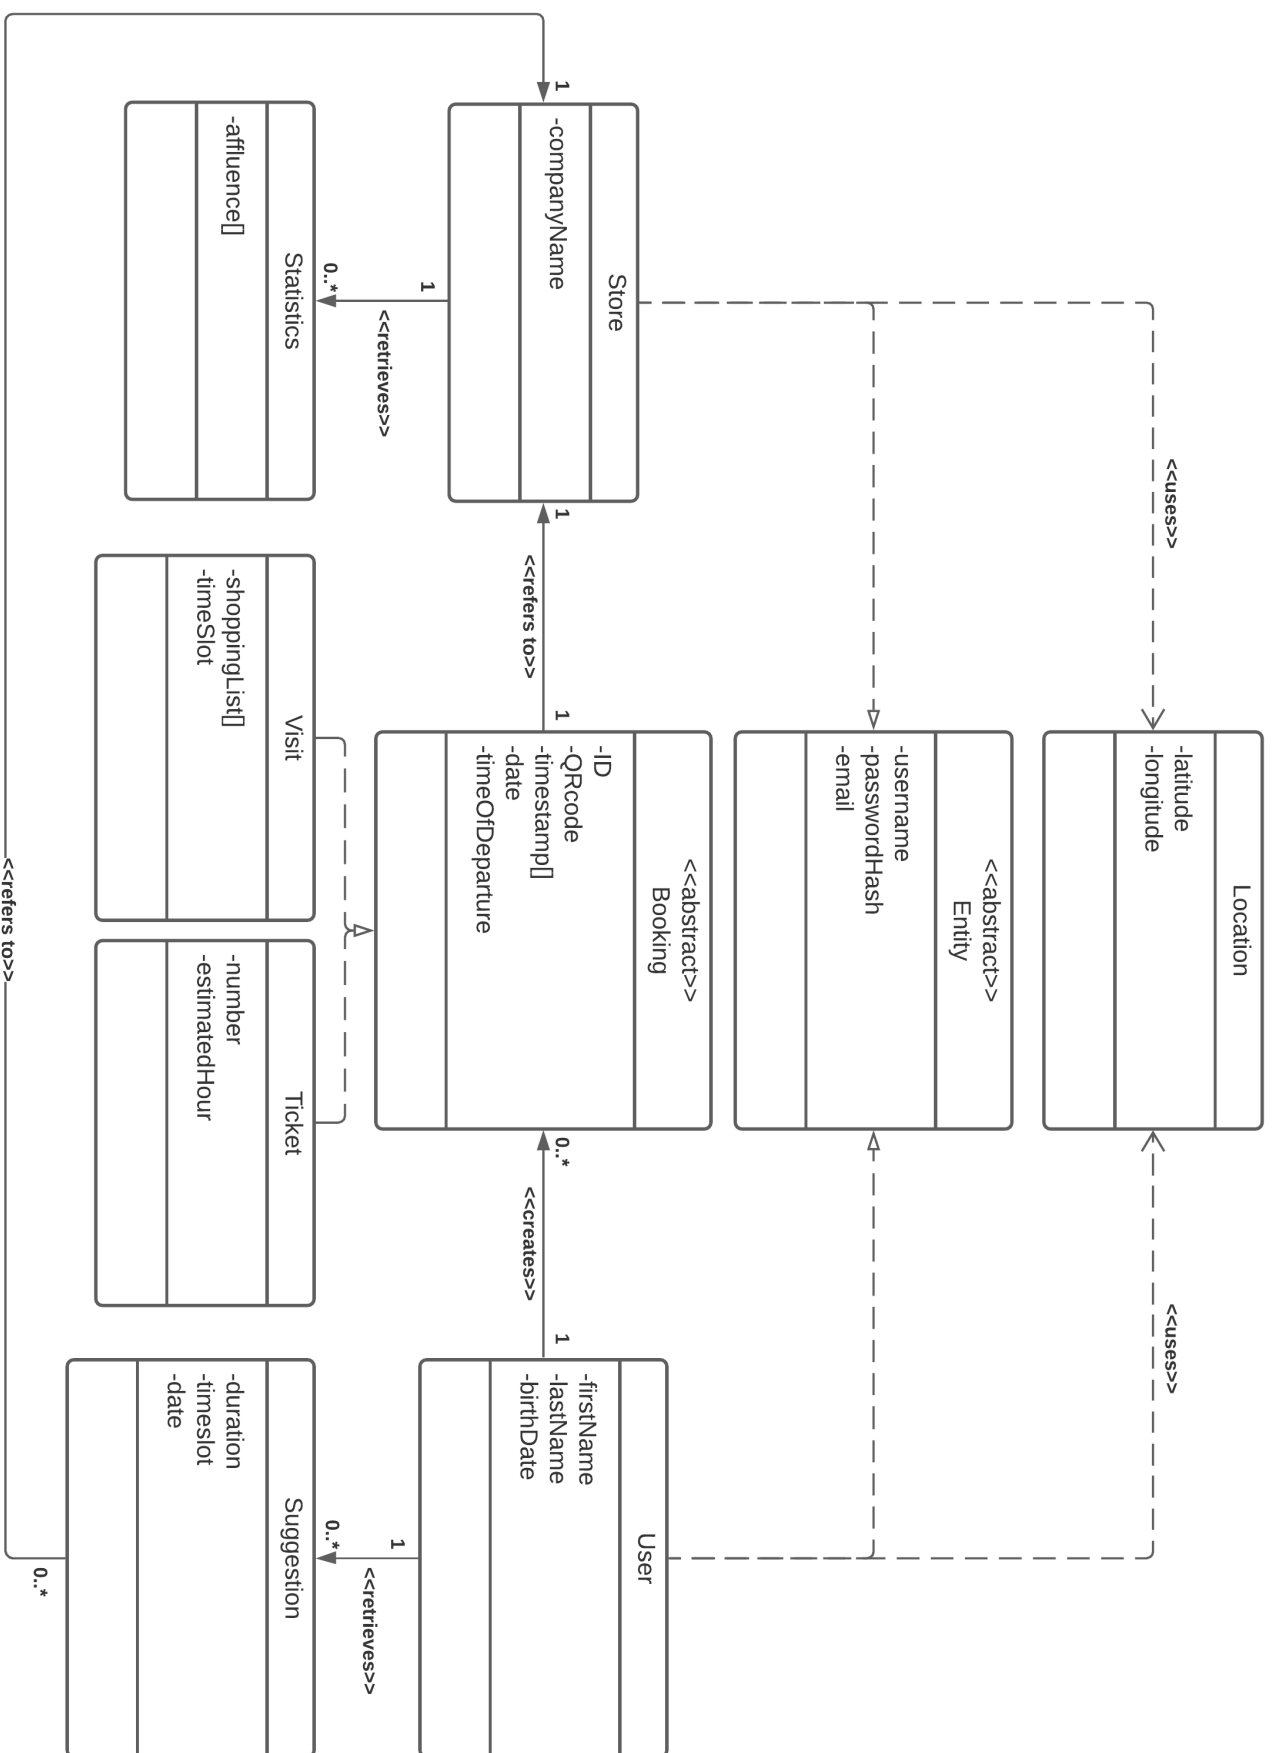 Location
-latitude
-longitude
<<uses>>
<<uses>>
<<abstract>>
Entity
-username
-passwordHash
-email
Store
-companyName
1
1
<<refers to>>
1
<<abstract>>
Booking
-ID
-QRcode
-timestamp[]
-date
-timeOfDeparture
0..*
<<creates>>
1
User
-firstName
-lastName
-birthDate
1
<<retrieves>>
0..*
1
<<retrieves>>
0..*
Statistics
-affluence[]
Visit
-shoppingList[]
-timeSlot
Ticket
-number
-estimatedHour
Suggestion
-duration
-timeslot
-date
0..*
<<refers to>>